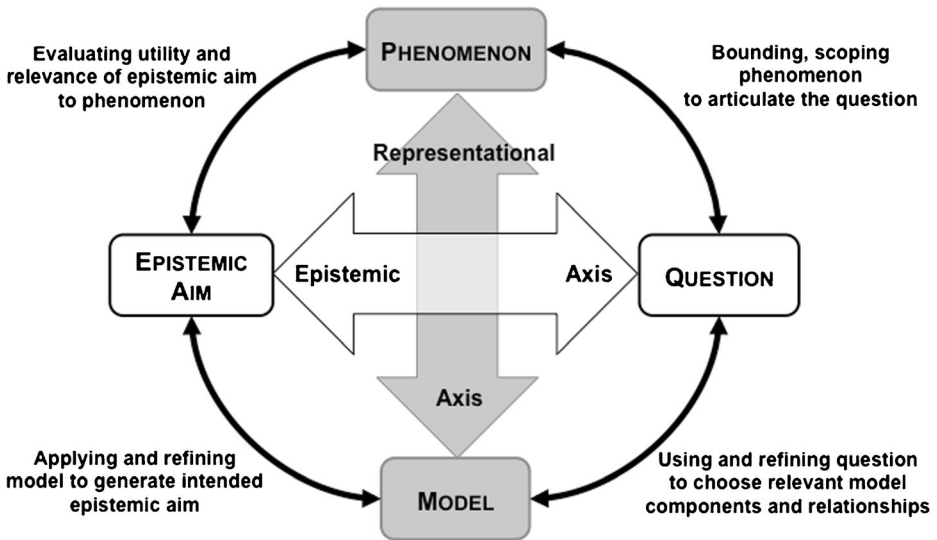 PHENOMENON
Evaluating utility and
relevance of epistemic aim
to phenomenon
Bounding, scoping
phenomenon
to articulate the question
Representational
EPISTEMIC
AIM
Epistemic
Axis
QUESTION
Axis
Applying and refining
model to generate intended
epistemic aim
MODEL
Using and refining question
to choose relevant model
components and relationships